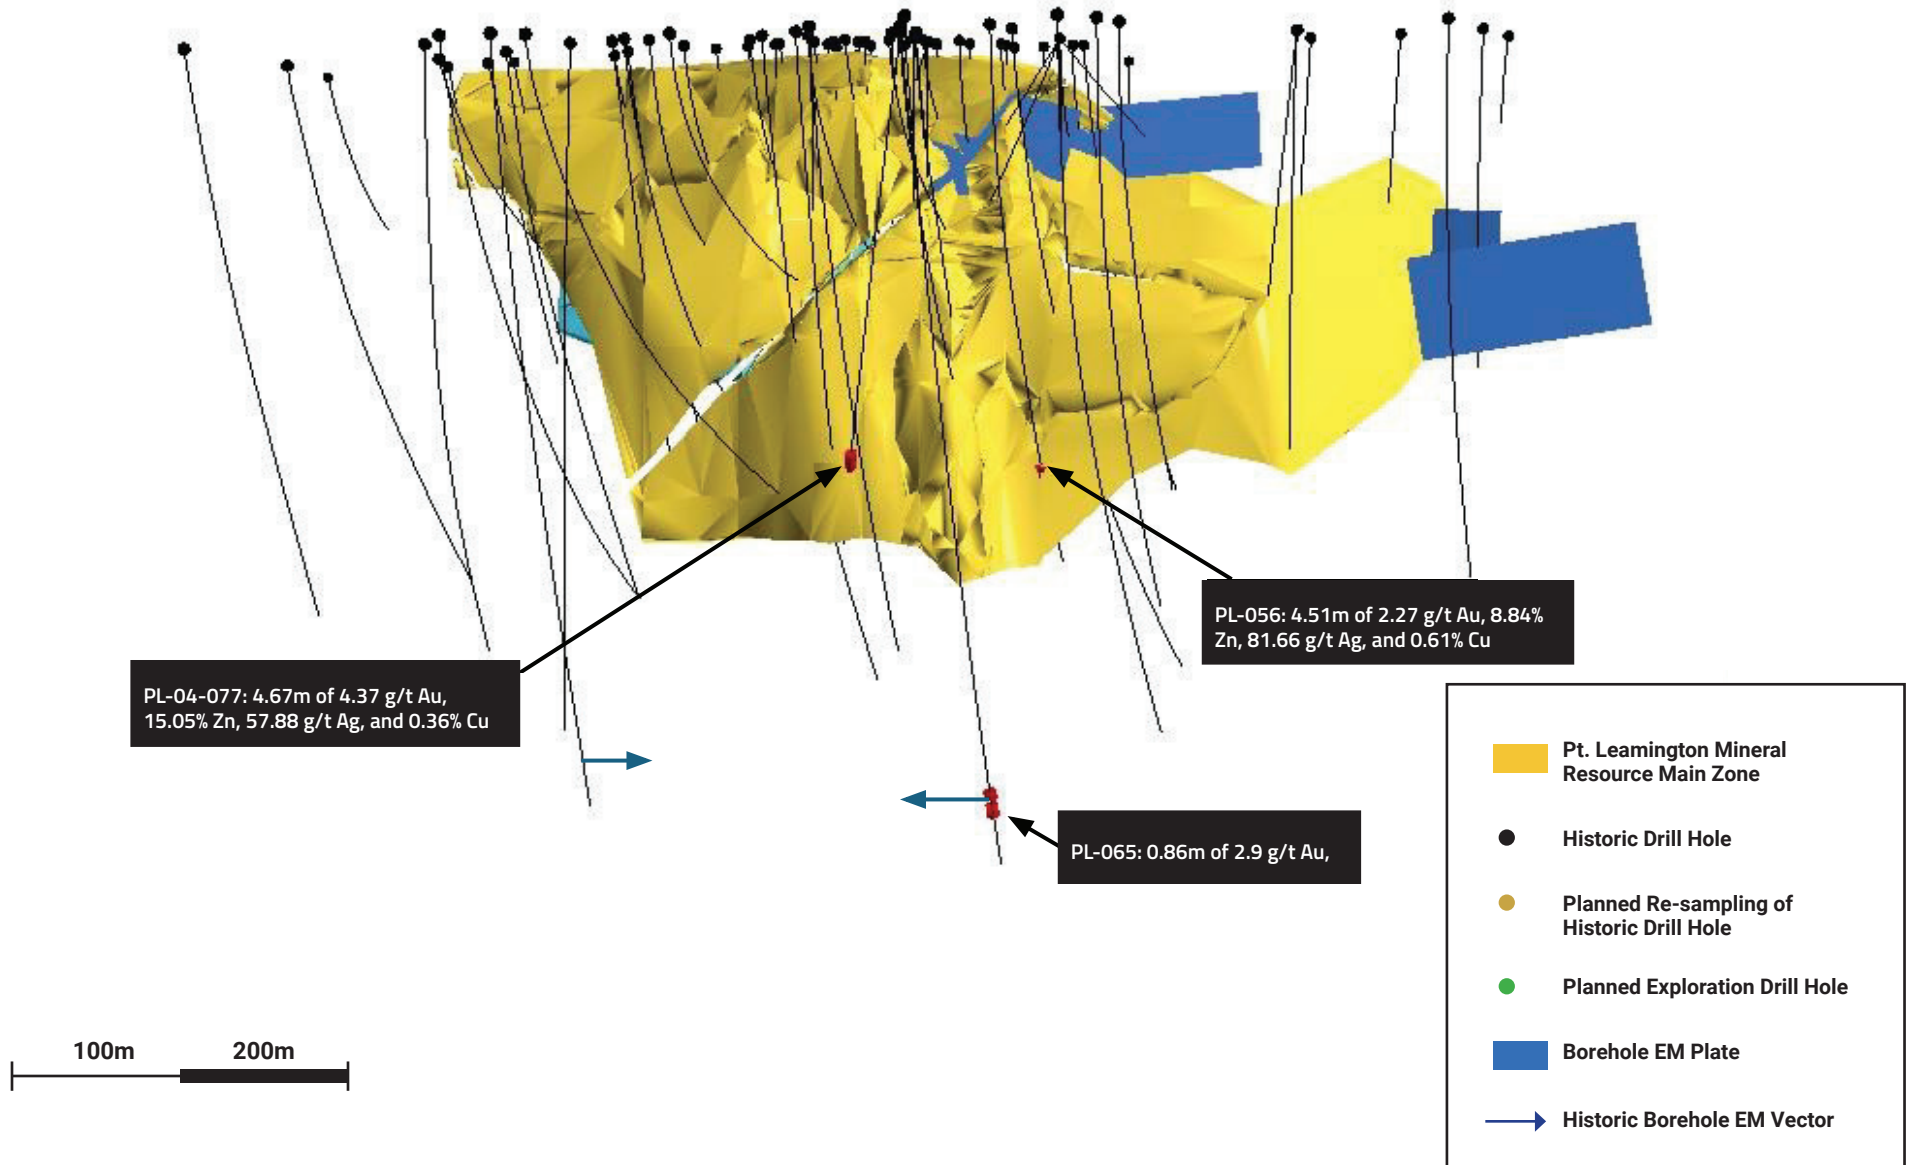 PL-056: 4.51m of 2.27 g/t Au, 8.84%
Zn, 81.66 g/t Ag, and 0.61% Cu
PL-04-077: 4.67m of 4.37 g/t Au,
15.05% Zn, 57.88 g/t Ag, and 0.36% Cu
PL-065: 0.86m of 2.9 g/t Au,
Pt. Leamington Mineral
Resource Main Zone
Historic Drill Hole
Planned Re-sampling of
Historic Drill Hole
Planned Exploration Drill Hole
Borehole EM Plate
Historic Borehole EM Vector
100m 200m